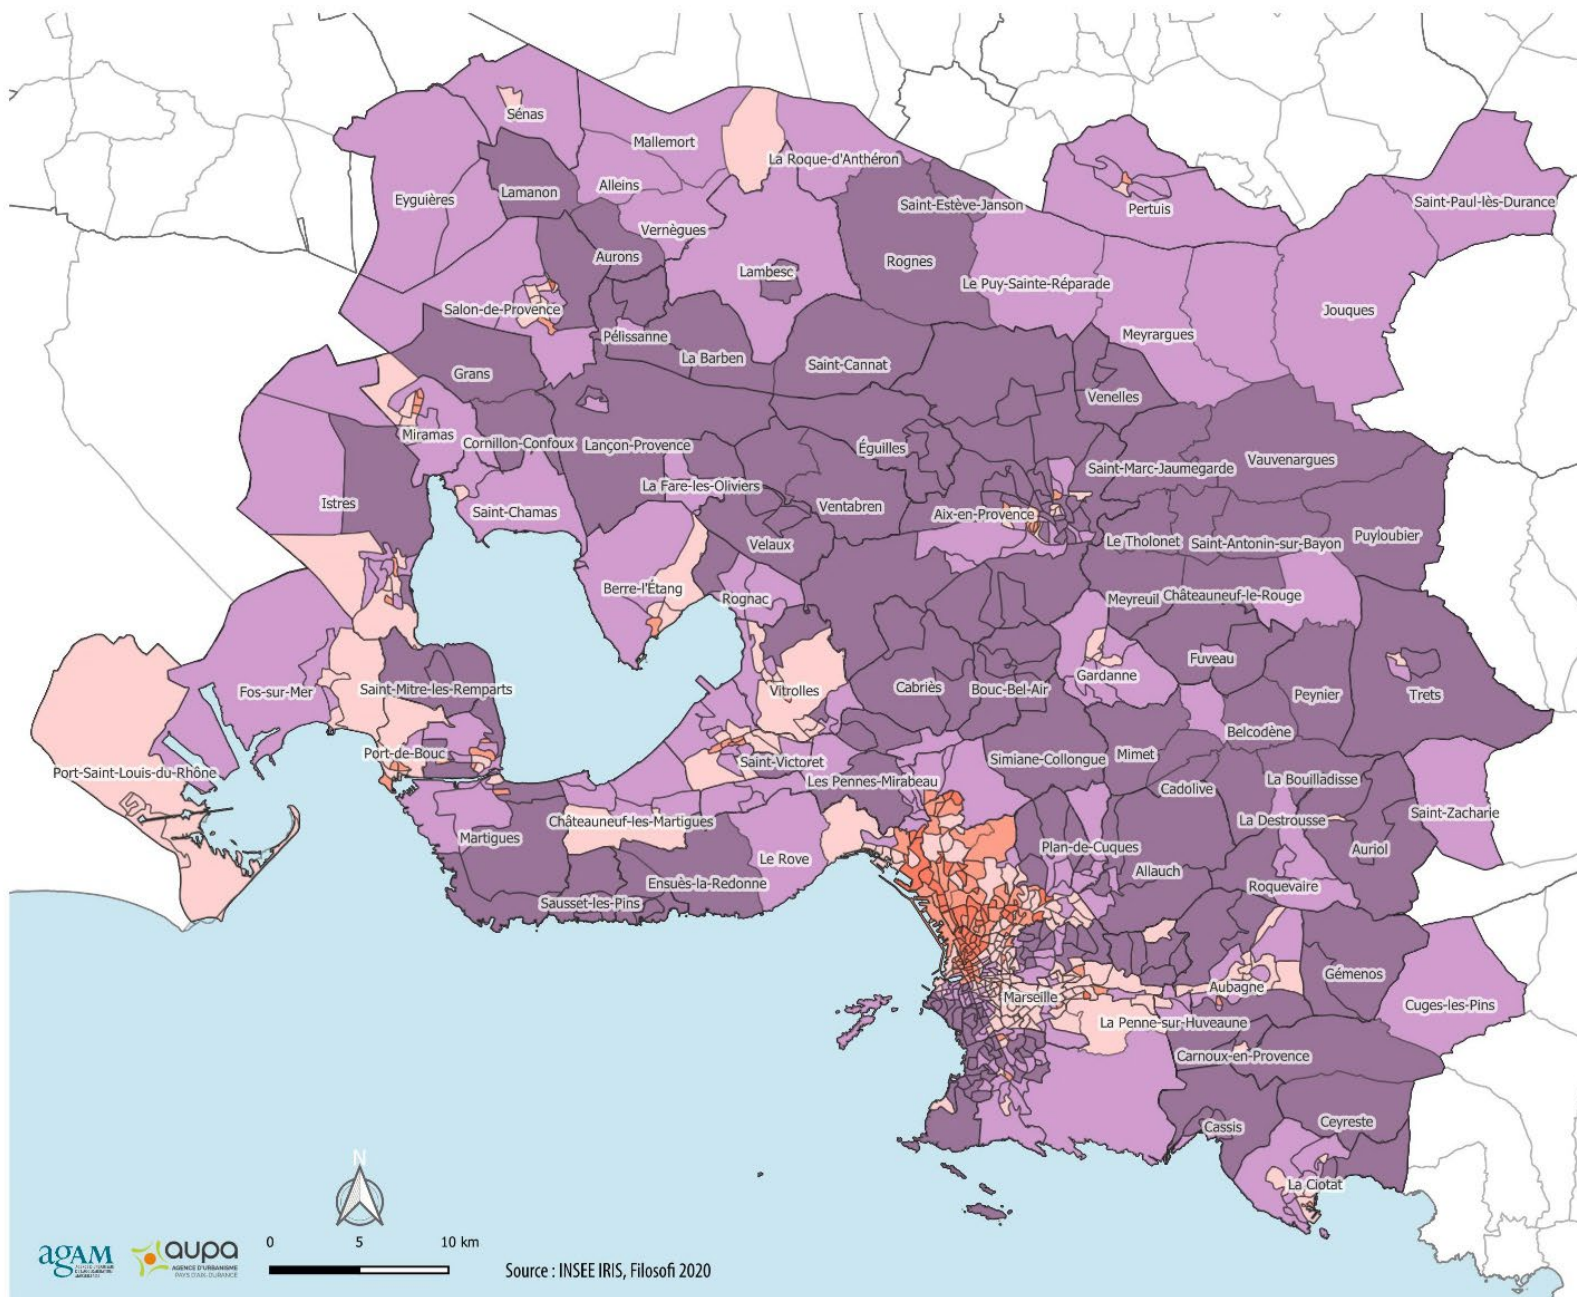 Sénas
Mallemort
La Roque-d'Anthéron
Lamanon
Alleins
Eyguières
Saint-Estève-Janson
Pertuis
Saint-Paul-lès-Durance
Vernègues
Aurons
Lambesc
Rognes
Le Puy-Sainte-Réparade
Salon-de-Provence
Jouques
Pélissanne
Meyrargues
La Barben
Saint-Cannat
Grans
Venelles
Miramas
Cornillon-Confoux
Lançon-Provence
Éguilles
Saint-Marc-Jaumegarde
Vauvenargues
La Fare-les-Oliviers
Istres
Saint-Chamas
Ventabren
Aix-en-Provence
Velaux
Le Tholonet
Saint-Antonin-sur-Bayon
Puyloubier
Berre-l'Étang
Rognac
Meyreuil
Châteauneuf-le-Rouge
Fuveau
Gardanne
Fos-sur-Mer
Saint-Mitre-les-Remparts
Vitrolles
Cabriès
Bouc-Bel-Air
Peynier
Trets
Belcodène
Port-de-Bouc
Saint-Victoret
Simiane-Collongue
Mimet
Port-Saint-Louis-du-Rhône
Les Pennes-Mirabeau
La Bouilladisse
Cadolive
Saint-Zacharie
Châteauneuf-les-Martigues
La Destrousse
Martigues
Plan-de-Cuques
Auriol
Le Rove
Allauch
Ensuès-la-Redonne
Roquevaire
Sausset-les-Pins
Gémenos
Aubagne
Marseille
Cuges-les-Pins
La Penne-sur-Huveaune
Carnoux-en-Provence
Cassis
Ceyreste
La Ciotat
N
agAM
aupa
AGENCE D'URBANISME
PAYS D'AIX-DURANCE
0 5 10 km
Source : INSEE IRIS, Filosofi 2020